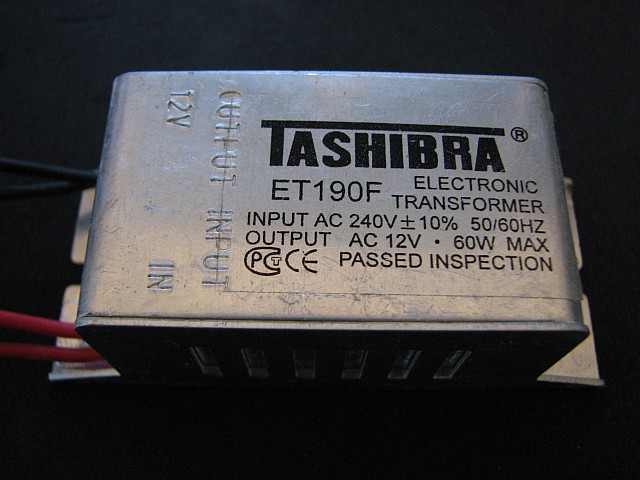 TASHIBRA®
ET190F ELECTRONIC TRANSFORMER
INPUT AC 240V±10% 50/60HZ
OUTPUT AC 12V · 60W MAX
PCT CE PASSED INSPECTION
OUTPUT INPUT
12V IN